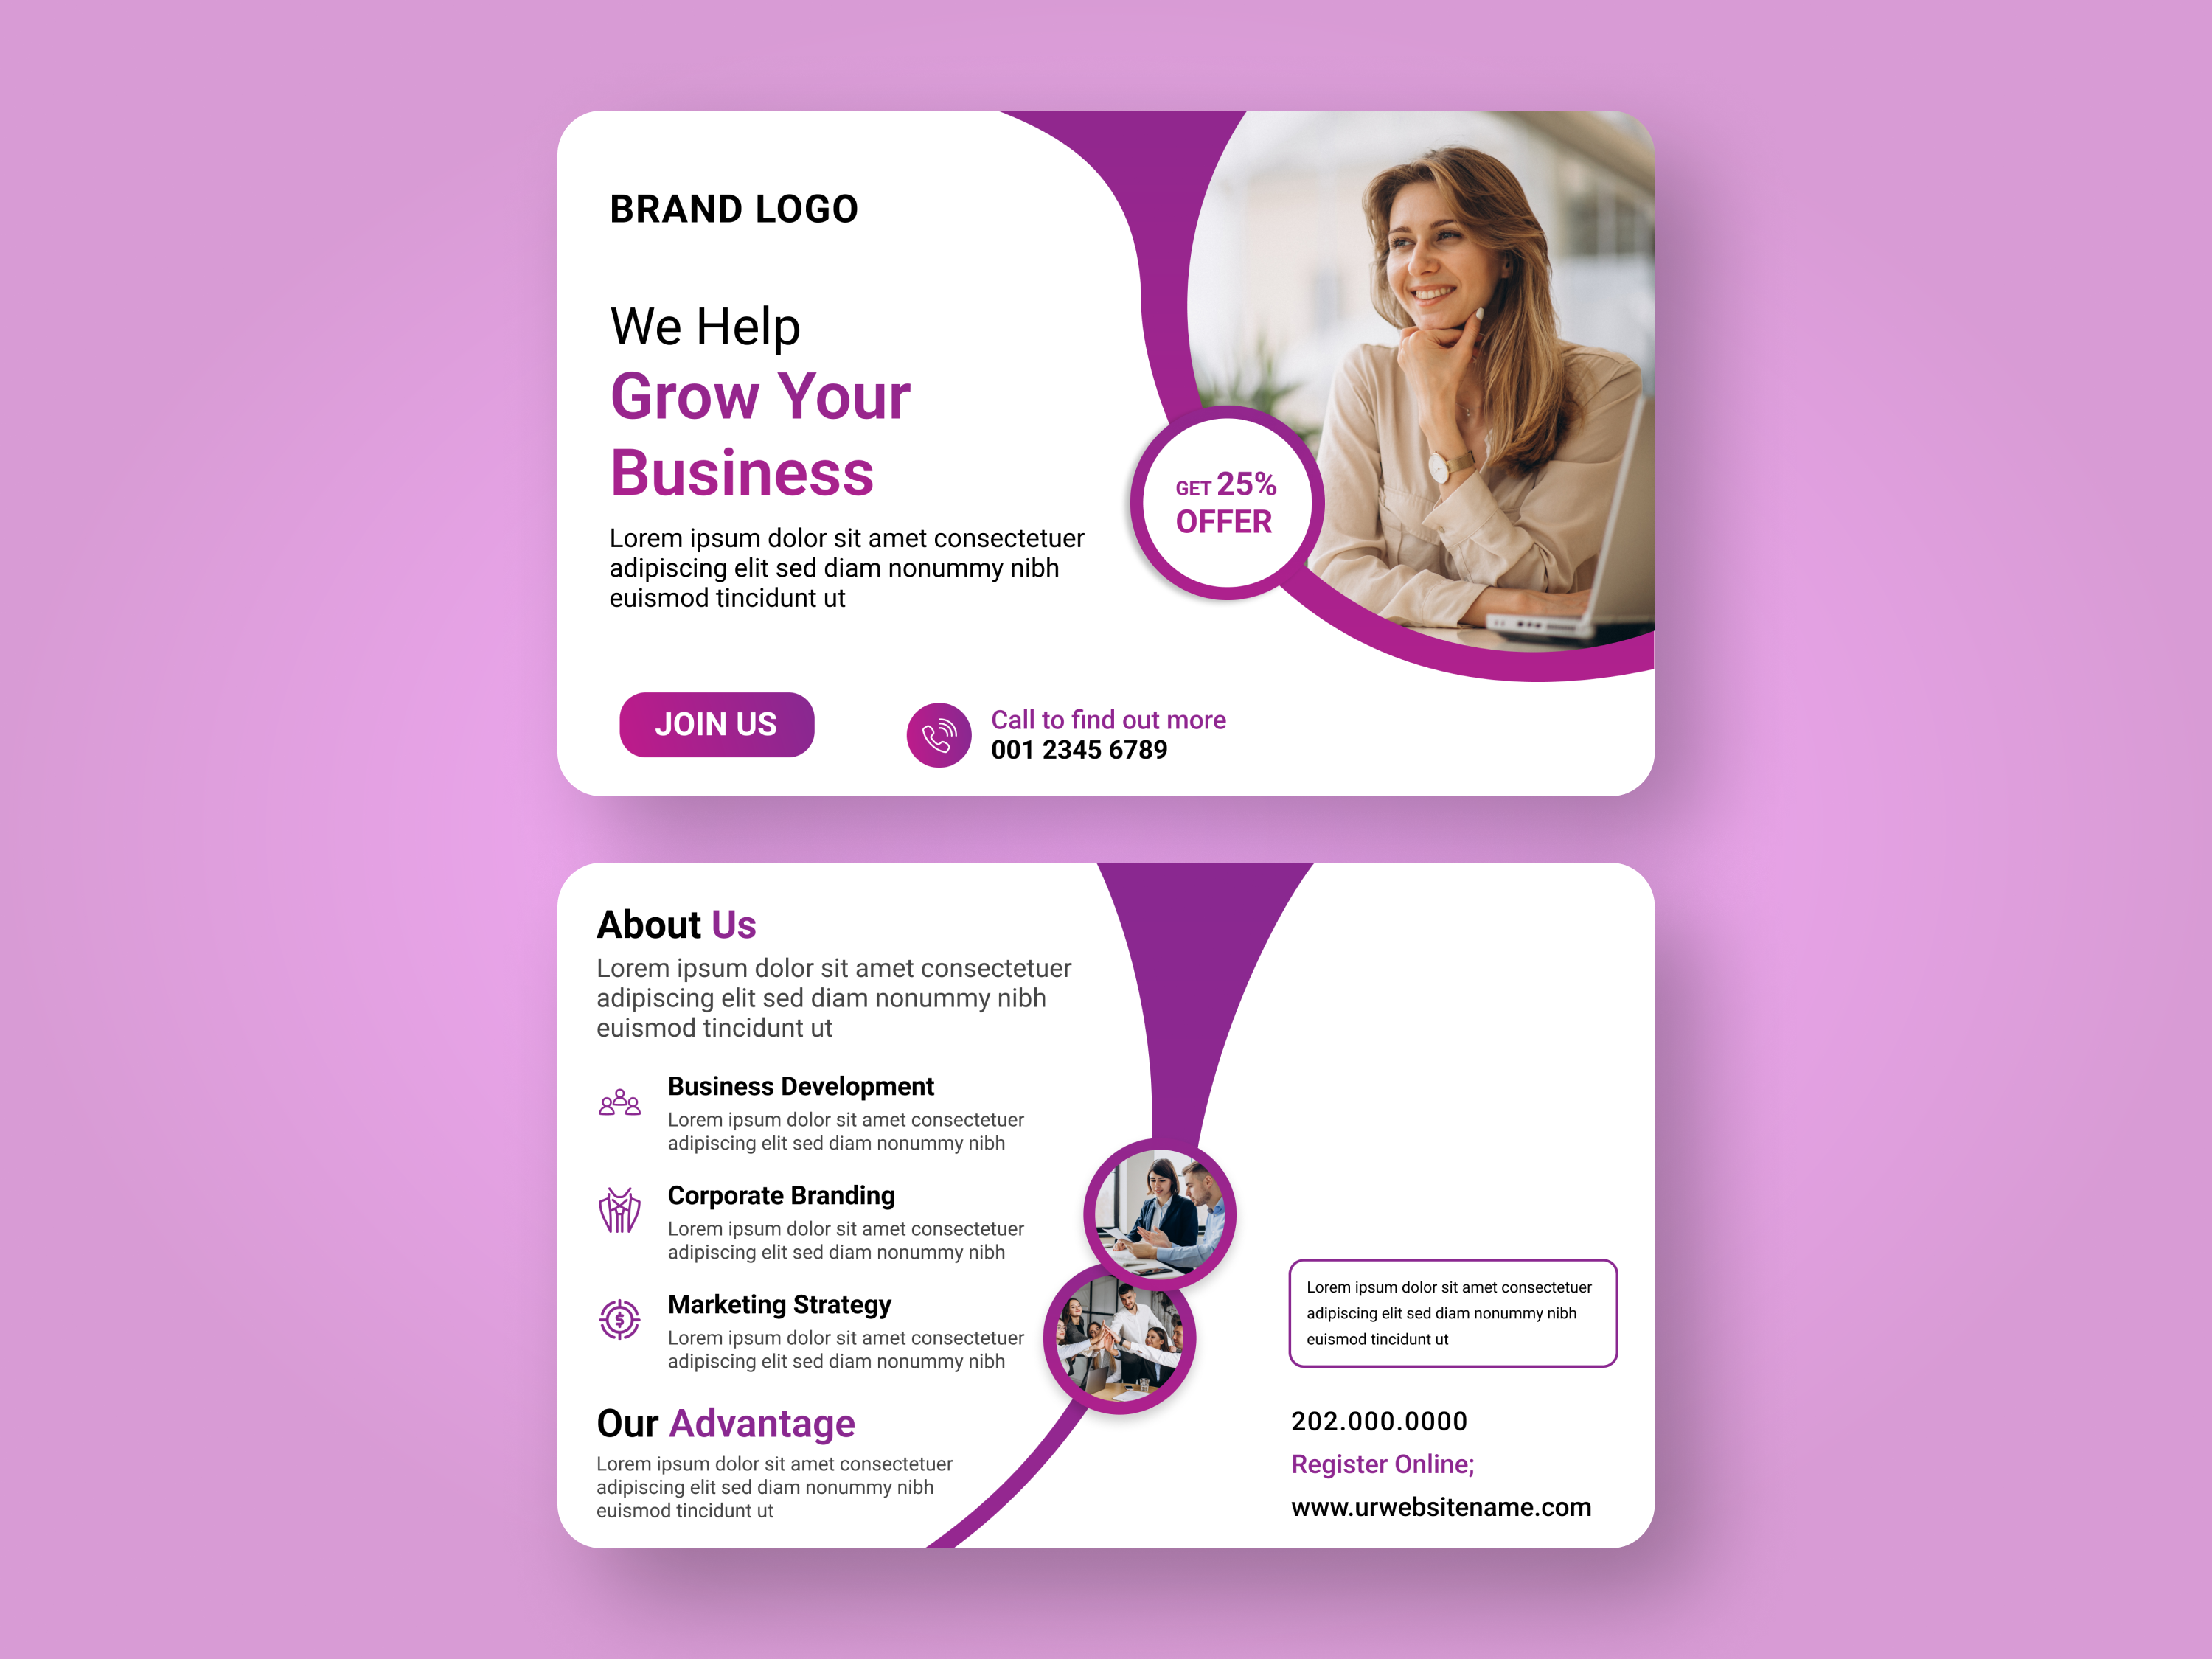 BRAND LOGO
We Help
Grow Your
Business
Lorem ipsum dolor sit amet consectetuer
adipiscing elit sed diam nonummy nibh
euismod tincidunt ut
GET 25%
OFFER
JOIN US
Call to find out more
001 2345 6789
About Us
Lorem ipsum dolor sit amet consectetuer
adipiscing elit sed diam nonummy nibh
euismod tincidunt ut
Business Development
Lorem ipsum dolor sit amet consectetuer
adipiscing elit sed diam nonummy nibh
Corporate Branding
Lorem ipsum dolor sit amet consectetuer
adipiscing elit sed diam nonummy nibh
Marketing Strategy
Lorem ipsum dolor sit amet consectetuer
adipiscing elit sed diam nonummy nibh
Our Advantage
Lorem ipsum dolor sit amet consectetuer
adipiscing elit sed diam nonummy nibh
euismod tincidunt ut
Lorem ipsum dolor sit amet consectetuer
adipiscing elit sed diam nonummy nibh
euismod tincidunt ut
202.000.0000
Register Online;
www.urwebsitename.com